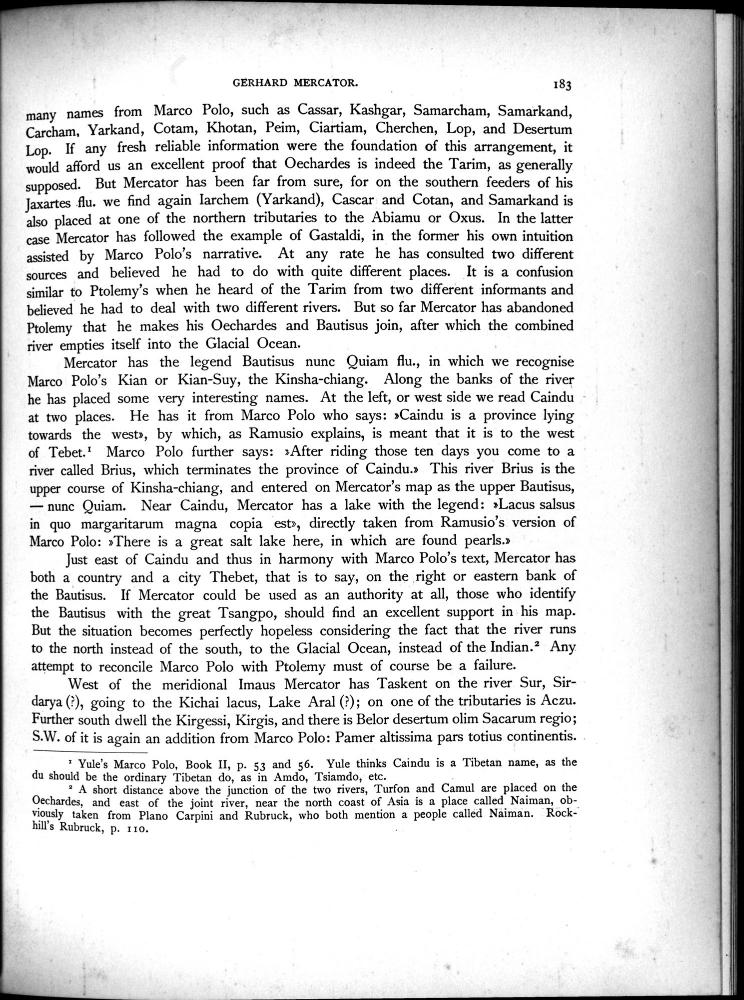 GERHARD MERCATOR. 183
many names from Marco Polo, such as Cassar, Kashgar, Samarcham, Samarkand,
Carcham, Yarkand, Cotam, Khotan, Peim, Ciartiam, Cherchen, Lop, and Desertum
Lop. If any fresh reliable information were the foundation of this arrangement, it
would afford us an excellent proof that Oechardes is indeed the Tarim, as generally
supposed. But Mercator has been far from sure, for on the southern feeders of his
Jaxartes flu. we find again Iarchem (Yarkand), Cascar and Cotan, and Samarkand is
also placed at one of the northern tributaries to the Abiamu or Oxus. In the latter
case Mercator has followed the example of Gastaldi, in the former his own intuition
assisted by Marco Polo's narrative. At any rate he has consulted two different
sources and believed he had to do with quite different places. It is a confusion
similar to Ptolemy's when he heard of the Tarim from two different informants and
believed he had to deal with two different rivers. But so far Mercator has abandoned
Ptolemy that he makes his Oechardes and Bautisus join, after which the combined
river empties itself into the Glacial Ocean.
Mercator has the legend Bautisus nunc Quiam flu., in which we recognise
Marco Polo's Kian or Kian-Suy, the Kinsha-chiang. Along the banks of the river
he has placed some very interesting names. At the left, or west side we read Caindu
at two places. He has it from Marco Polo who says: »Caindu is a province lying
towards the west», by which, as Ramusio explains, is meant that it is to the west
of Tebet.¹ Marco Polo further says: »After riding those ten days you come to a
river called Brius, which terminates the province of Caindu.» This river Brius is the
upper course of Kinsha-chiang, and entered on Mercator's map as the upper Bautisus,
— nunc Quiam. Near Caindu, Mercator has a lake with the legend: »Lacus salsus
in quo margaritarum magna copia est», directly taken from Ramusio's version of
Marco Polo: »There is a great salt lake here, in which are found pearls.»
Just east of Caindu and thus in harmony with Marco Polo's text, Mercator has
both a country and a city Thebet, that is to say, on the right or eastern bank of
the Bautisus. If Mercator could be used as an authority at all, those who identify
the Bautisus with the great Tsangpo, should find an excellent support in his map.
But the situation becomes perfectly hopeless considering the fact that the river runs
to the north instead of the south, to the Glacial Ocean, instead of the Indian.² Any
attempt to reconcile Marco Polo with Ptolemy must of course be a failure.
West of the meridional Imaus Mercator has Taskent on the river Sur, Sir-
darya (?), going to the Kichai lacus, Lake Aral (?); on one of the tributaries is Aczu.
Further south dwell the Kirgessi, Kirgis, and there is Belor desertum olim Sacarum regio;
S.W. of it is again an addition from Marco Polo: Pamer altissima pars totius continentis.
¹ Yule's Marco Polo, Book II, p. 53 and 56. Yule thinks Caindu is a Tibetan name, as the
du should be the ordinary Tibetan do, as in Amdo, Tsiamdo, etc.
² A short distance above the junction of the two rivers, Turfon and Camul are placed on the
Oechardes, and east of the joint river, near the north coast of Asia is a place called Naiman, ob-
viously taken from Plano Carpini and Rubruck, who both mention a people called Naiman. Rock-
hill's Rubruck, p. 110.